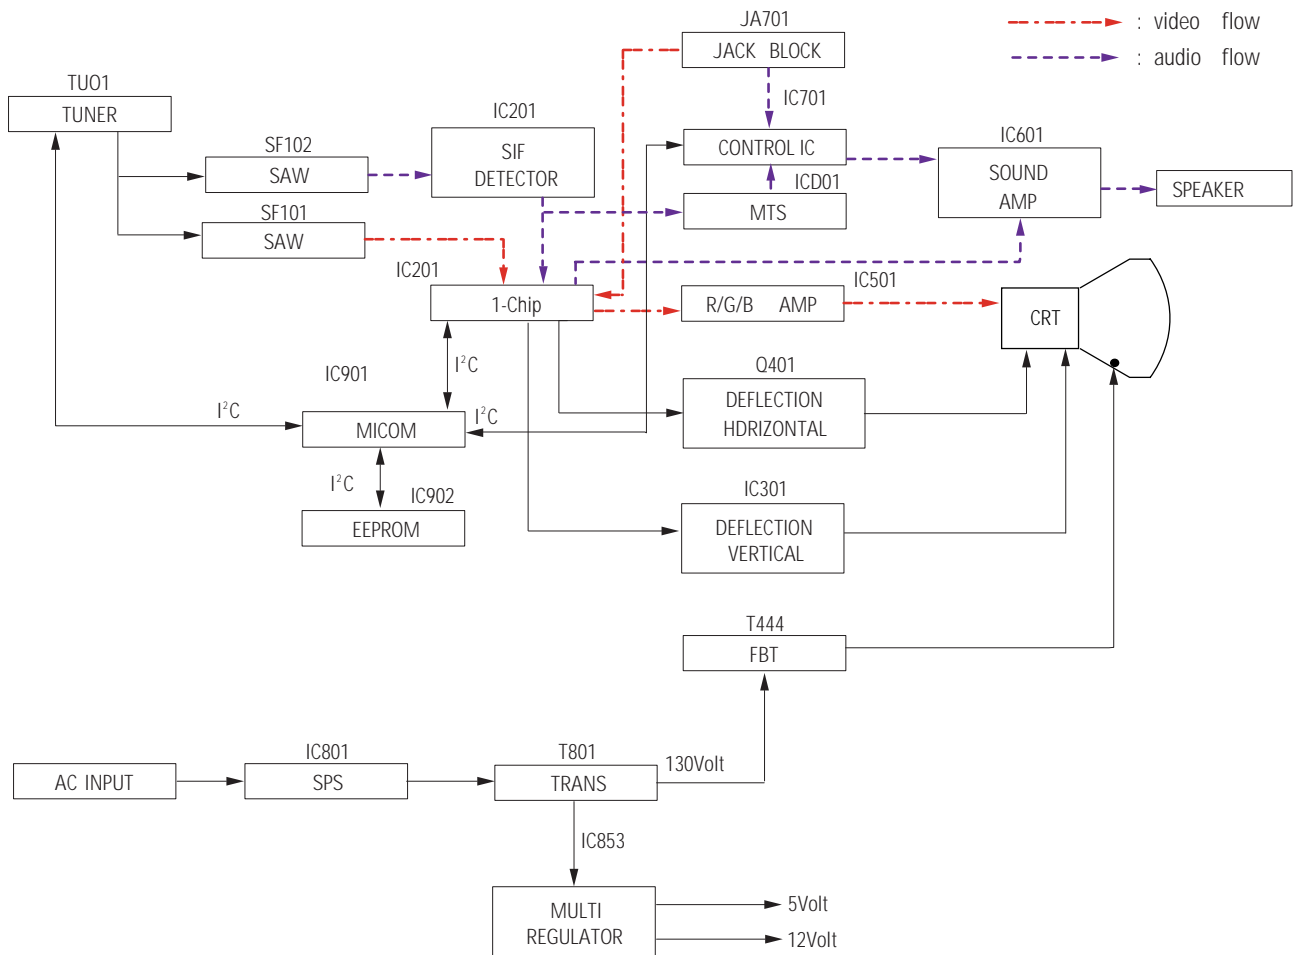 JA701
: video flow
JACK BLOCK
: audio flow
TUO1
TUNER
IC201
IC701
SF102
SAW
SIF
DETECTOR
CONTROL IC
IC601
SOUND
AMP
SPEAKER
ICD01
MTS
SF101
SAW
IC201
1-Chip
R/G/B AMP
IC501
CRT
I²C
IC901
Q401
DEFLECTION
HDRIZONTAL
I²C
MICOM
I²C
I²C
IC902
EEPROM
IC301
DEFLECTION
VERTICAL
T444
FBT
IC801
T801
130Volt
AC INPUT
SPS
TRANS
IC853
MULTI
REGULATOR
5Volt
12Volt